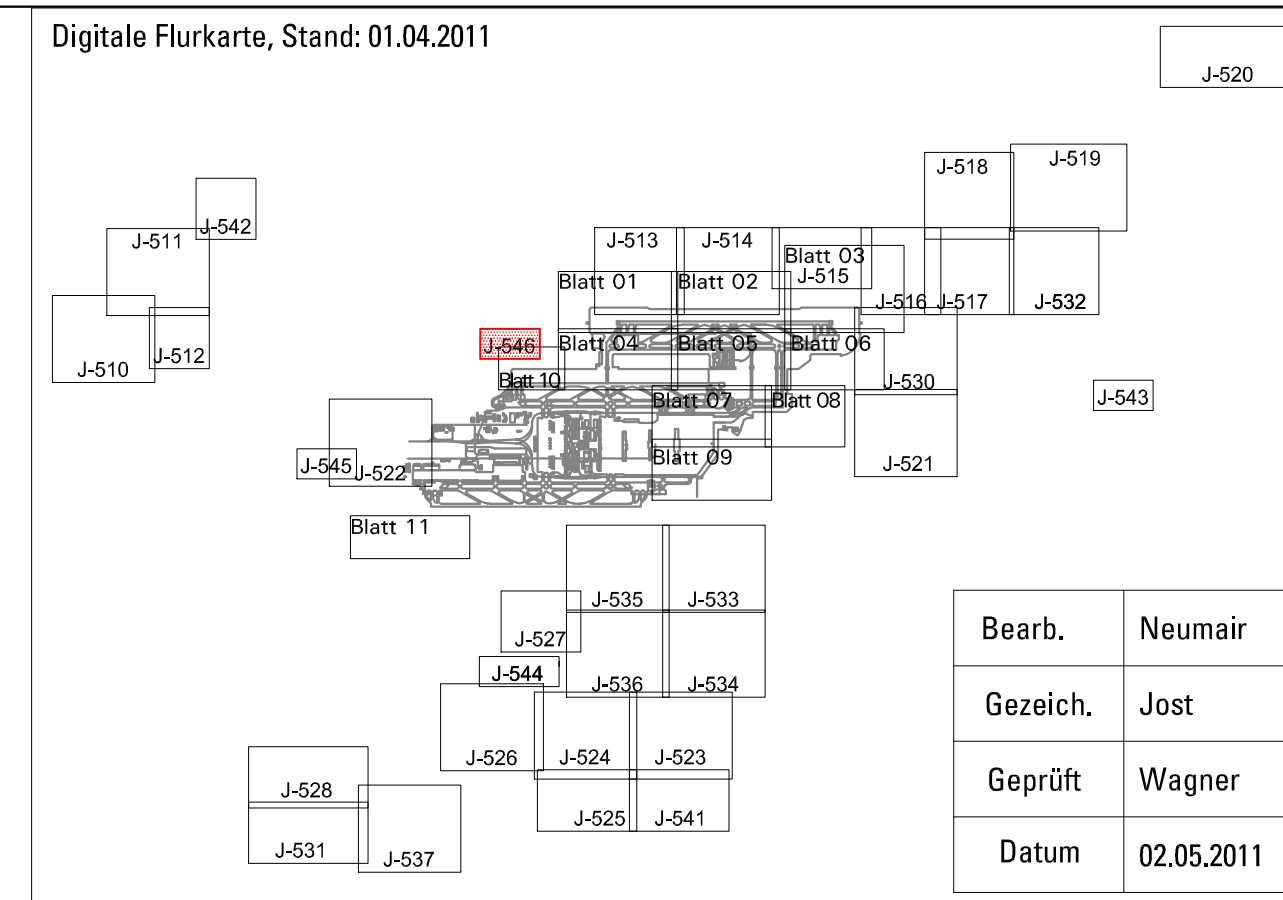 Digitale Flurkarte, Stand: 01.04.2011
J-520
J-518
J-519
J-542
J-511
J-513
J-514
Blatt 03
J-515
Blatt 01
Blatt 02
J-516
J-517
J-532
J-546
Blatt 04
Blatt 05
Blatt 06
J-512
J-510
Blatt 10
J-530
J-543
Blatt 07
Blatt 08
Blatt 09
J-545
J-522
J-521
Blatt 11
J-535
J-533
J-527
J-544
J-536
J-534
J-526
J-524
J-523
J-528
J-525
J-541
J-531
J-537
Bearb. Neumair
Gezeich. Jost
Geprüft Wagner
Datum 02.05.2011